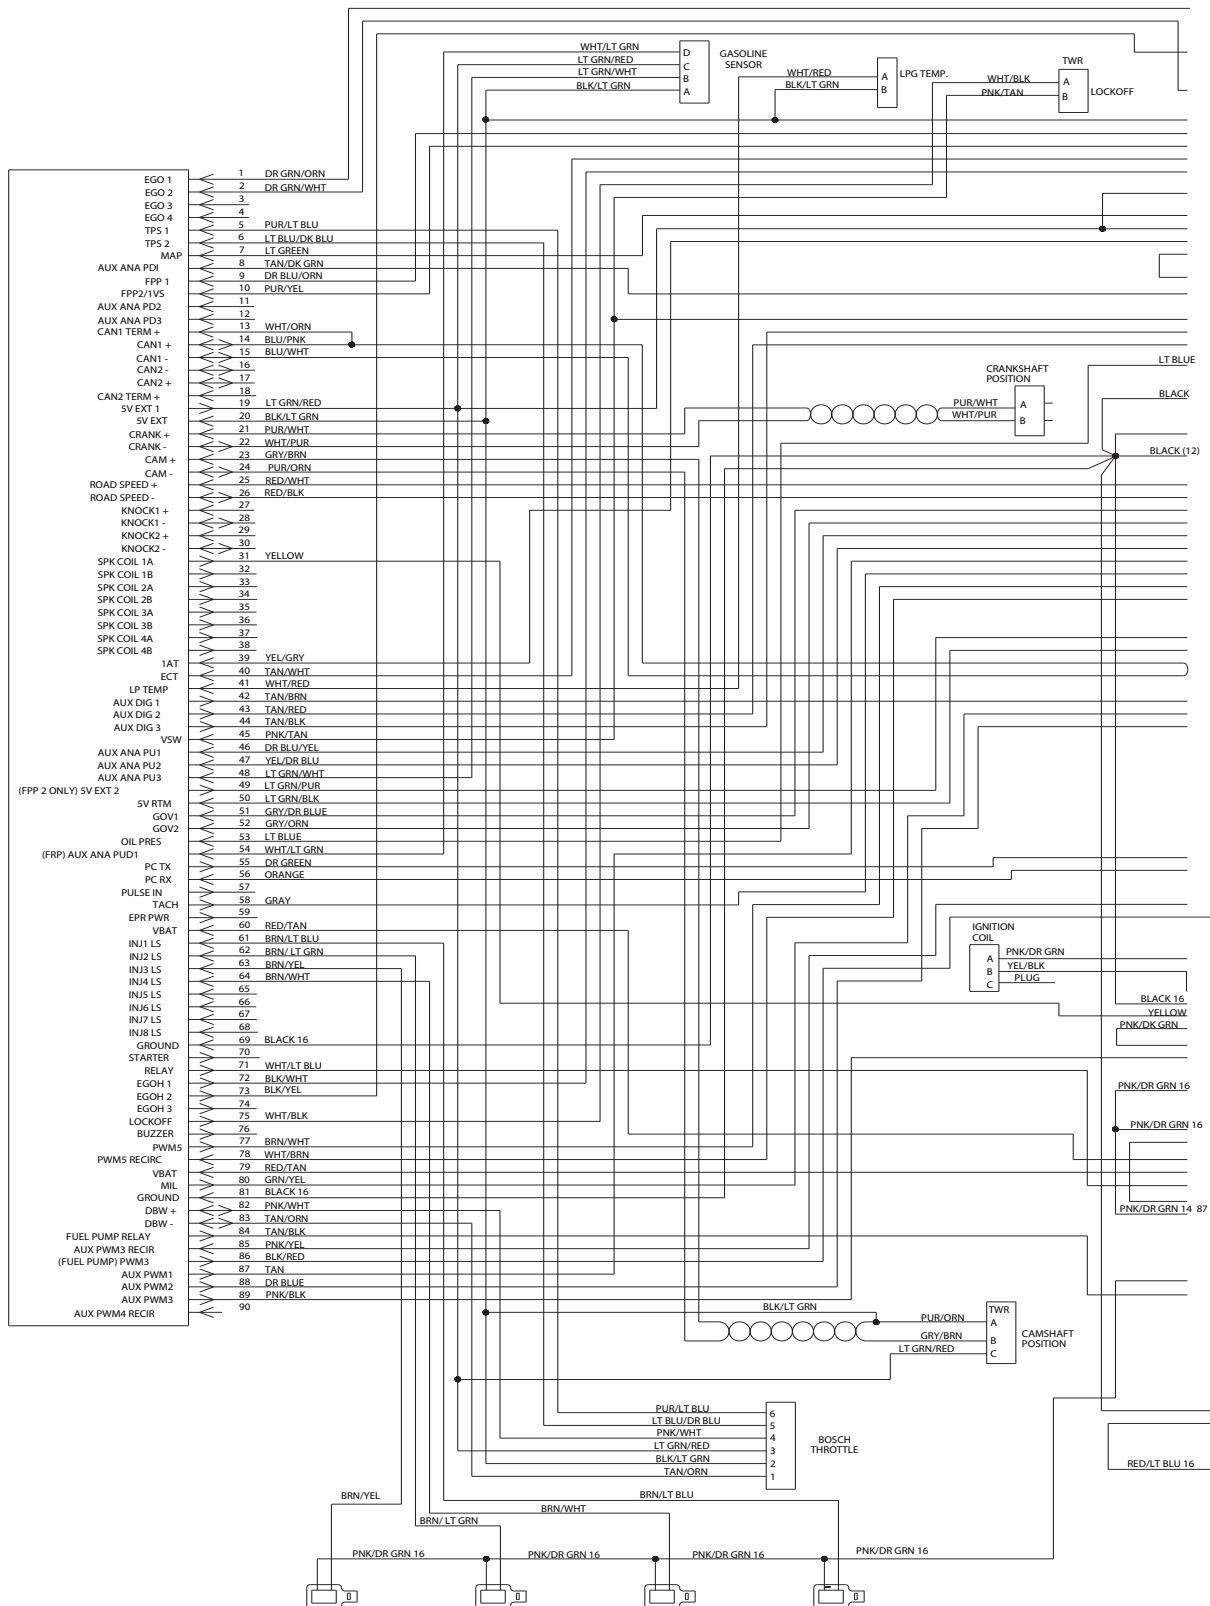 WHT/LT GRN D
LT GRN/RED C
LT GRN/WHT B
BLK/LT GRN A
GASOLINE
SENSOR
WHT/RED A
BLK/LT GRN B
LPG TEMP.
TWR
WHT/BLK A
PNK/TAN B
LOCKOFF
EGO 1 1 DR GRN/ORN
EGO 2 2 DR GRN/WHT
EGO 3 3
EGO 4 4
TPS 1 5 PUR/LT BLU
TPS 2 6 LT BLU/DK BLU
MAP 7 LT GREEN
AUX ANA PDI 8 TAN/DK GRN
FPP 1 9 DR BLU/ORN
FPP2/1VS 10 PUR/YEL
AUX ANA PD2 11
AUX ANA PD3 12
CAN1 TERM + 13 WHT/ORN
CAN1 + 14 BLU/PNK
CAN1 - 15 BLU/WHT
CAN2 - 16
CAN2 + 17
CAN2 TERM + 18
5V EXT 1 19 LT GRN/RED
5V EXT 20 BLK/LT GRN
CRANK + 21 PUR/WHT
CRANK - 22 WHT/PUR
CAM + 23 GRY/BRN
CAM - 24 PUR/ORN
ROAD SPEED + 25 RED/WHT
ROAD SPEED - 26 RED/BLK
KNOCK1 + 27
KNOCK1 - 28
KNOCK2 + 29
KNOCK2 - 30
SPK COIL 1A 31 YELLOW
SPK COIL 1B 32
SPK COIL 2A 33
SPK COIL 2B 34
SPK COIL 3A 35
SPK COIL 3B 36
SPK COIL 4A 37
SPK COIL 4B 38
1AT 39 YEL/GRY
ECT 40 TAN/WHT
LP TEMP 41 WHT/RED
AUX DIG 1 42 TAN/BRN
AUX DIG 2 43 TAN/RED
AUX DIG 3 44 TAN/BLK
VSW 45 PNK/TAN
AUX ANA PU1 46 DR BLU/YEL
AUX ANA PU2 47 YEL/DR BLU
AUX ANA PU3 48 LT GRN/WHT
(FPP 2 ONLY) 5V EXT 2 49 LT GRN/PUR
5V RTM 50 LT GRN/BLK
GOV1 51 GRY/DR BLUE
GOV2 52 GRY/ORN
OIL PRES 53 LT BLUE
(FRP) AUX ANA PUD1 54 WHT/LT GRN
PC TX 55 DR GREEN
PC RX 56 ORANGE
PULSE IN 57
TACH 58 GRAY
EPR PWR 59
VBAT 60 RED/TAN
INJ1 LS 61 BRN/LT BLU
INJ2 LS 62 BRN/ LT GRN
INJ3 LS 63 BRN/YEL
INJ4 LS 64 BRN/WHT
INJ5 LS 65
INJ6 LS 66
INJ7 LS 67
INJ8 LS 68
GROUND 69 BLACK 16
STARTER 70
RELAY 71 WHT/LT BLU
EGOH 1 72 BLK/WHT
EGOH 2 73 BLK/YEL
EGOH 3 74
LOCKOFF 75 WHT/BLK
BUZZER 76
PWM5 77 BRN/WHT
PWM5 RECIRC 78 WHT/BRN
VBAT 79 RED/TAN
MIL 80 GRN/YEL
GROUND 81 BLACK 16
DBW + 82 PNK/WHT
DBW - 83 TAN/ORN
FUEL PUMP RELAY 84 TAN/BLK
AUX PWM3 RECIR 85 PNK/YEL
(FUEL PUMP) PWM3 86 BLK/RED
AUX PWM1 87 TAN
AUX PWM2 88 DR BLUE
AUX PWM3 89 PNK/BLK
AUX PWM4 RECIR 90
LT BLUE
CRANKSHAFT
POSITION
PUR/WHT A
WHT/PUR B
BLACK
BLACK (12)
IGNITION
COIL
A PNK/DR GRN
B YEL/BLK
C PLUG
BLACK 16
YELLOW
PNK/DK GRN
PNK/DR GRN 16
PNK/DR GRN 16
PNK/DR GRN 14 87
BLK/LT GRN
TWR
PUR/ORN A
GRY/BRN B
LT GRN/RED C
CAMSHAFT
POSITION
PUR/LT BLU 6
LT BLU/DR BLU 5
PNK/WHT 4
LT GRN/RED 3
BLK/LT GRN 2
TAN/ORN 1
BOSCH
THROTTLE
RED/LT BLU 16
BRN/YEL
BRN/LT BLU
BRN/WHT
BRN/ LT GRN
PNK/DR GRN 16
PNK/DR GRN 16
PNK/DR GRN 16
PNK/DR GRN 16